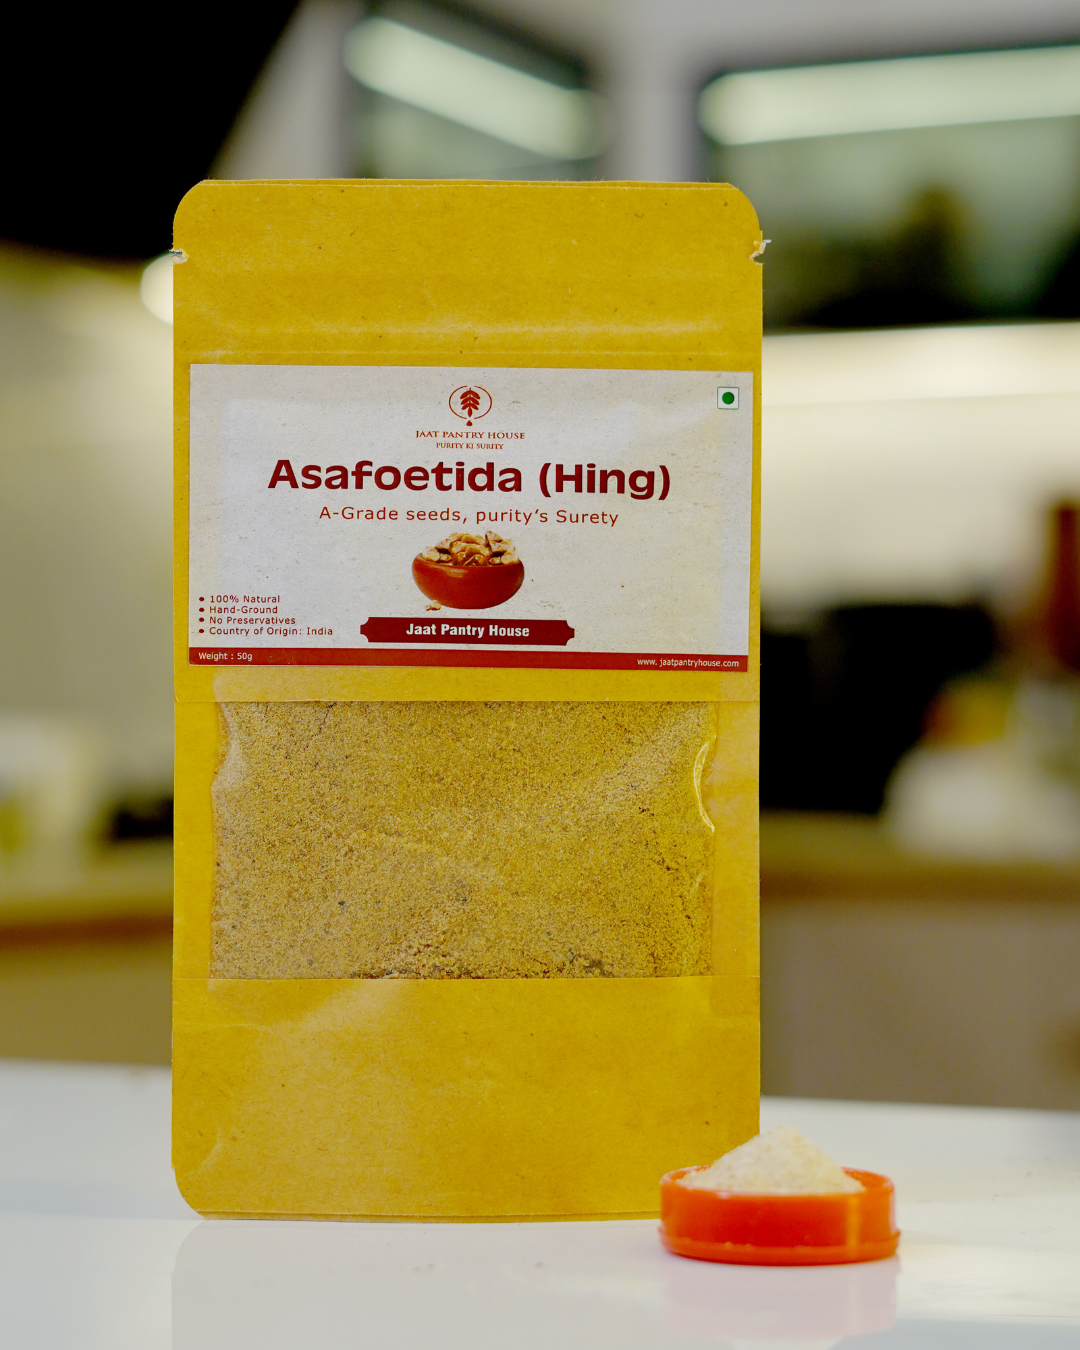 JAAT PANTRY HOUSE
PURITY KI SURITY
Asafoetida (Hing)
A-Grade seeds, purity's Surety
• 100% Natural
• Hand-Ground
• No Preservatives
• Country of Origin: India
Jaat Pantry House
Weight : 50g
www. jaatpantryhouse.com